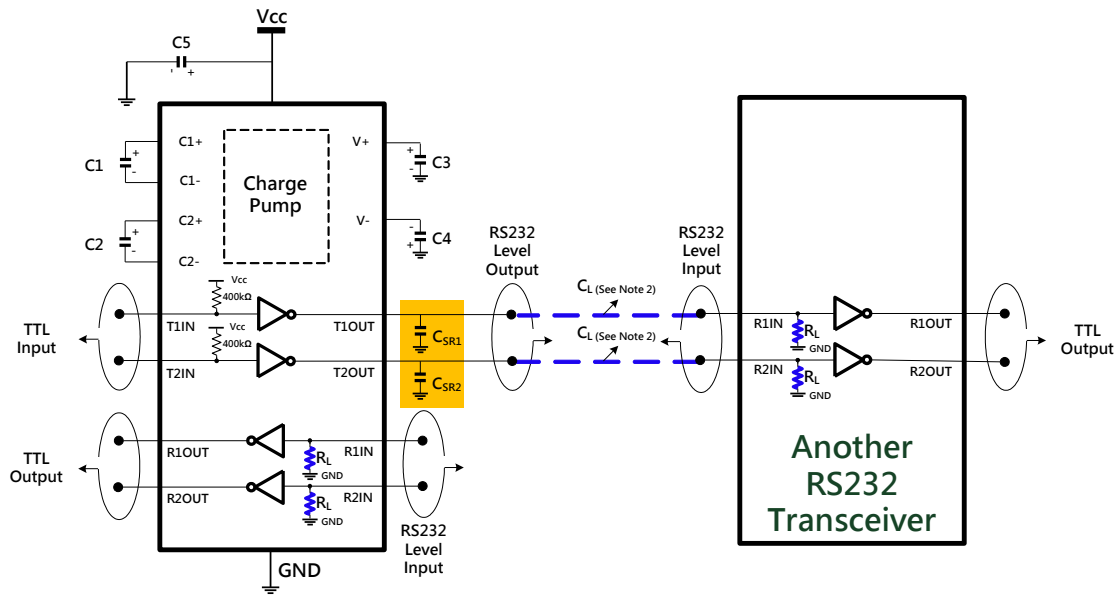 Vcc
C5
- +
C1+
V+
C1
+
-
Charge
Pump
+
-
C3
C1-
C2+
V-
C2
+
-
-
+
C4
C2-
RS232
Level
Output
RS232
Level
Input
Vcc
400kΩ
CL (See Note 2)
T1IN
T1OUT
R1IN
R1OUT
TTL
Input
Vcc
400kΩ
CSR1
CL (See Note 2)
RL
GND
TTL
Output
T2IN
T2OUT
R2IN
R2OUT
CSR2
RL
GND
R1OUT
R1IN
TTL
Output
RL
GND
R2OUT
R2IN
RL
GND
RS232
Level
Input
GND
Another
RS232
Transceiver